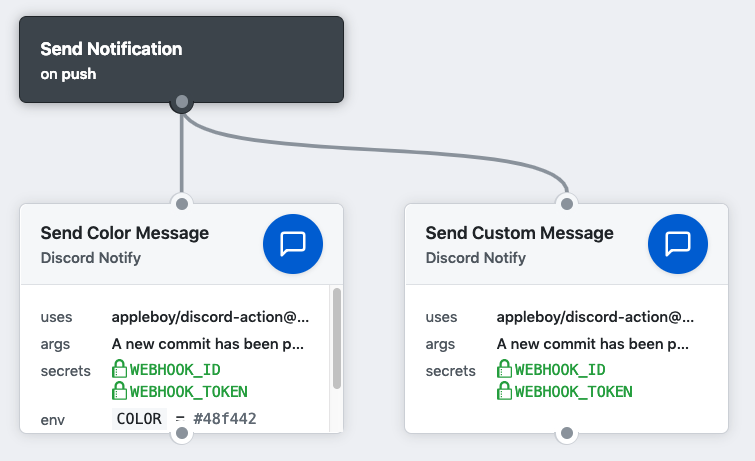 Send Notification
on push
Send Color Message
Discord Notify
uses appleboy/discord-action@...
args A new commit has been p...
secrets WEBHOOK_ID
WEBHOOK_TOKEN
env COLOR = #48f442
Send Custom Message
Discord Notify
uses appleboy/discord-action@...
args A new commit has been p...
secrets WEBHOOK_ID
WEBHOOK_TOKEN